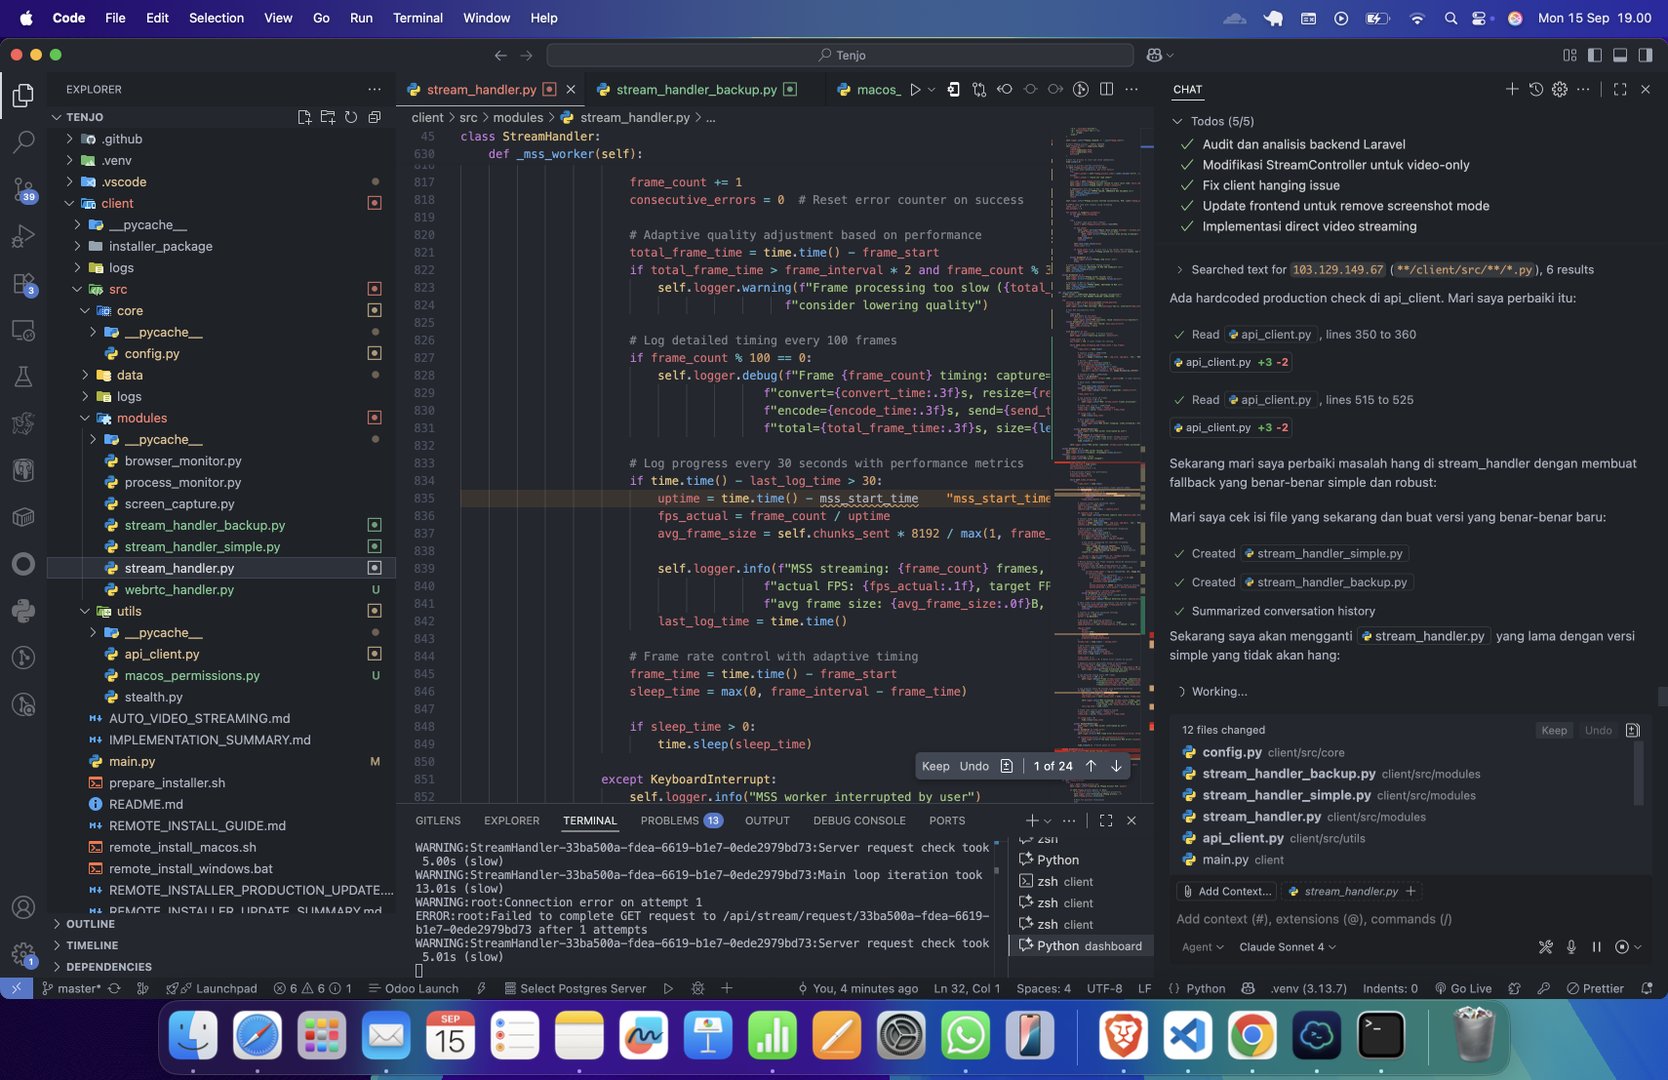 Code File Edit Selection View Go Run Terminal Window Help
Mon 15 Sep 19.00
Tenjo
EXPLORER
TENJO
.github
.venv
.vscode
client
__pycache__
installer_package
logs
src
core
__pycache__
config.py
data
logs
modules
__pycache__
browser_monitor.py
process_monitor.py
screen_capture.py
stream_handler_backup.py
stream_handler_simple.py
stream_handler.py
webrtc_handler.py U
utils
__pycache__
api_client.py
macos_permissions.py U
stealth.py
AUTO_VIDEO_STREAMING.md
IMPLEMENTATION_SUMMARY.md
main.py M
prepare_installer.sh
README.md
REMOTE_INSTALL_GUIDE.md
remote_install_macos.sh
remote_install_windows.bat
REMOTE_INSTALLER_PRODUCTION_UPDATE....
REMOTE_INSTALLER_UPDATE_SUMMARY.md
OUTLINE
TIMELINE
DEPENDENCIES
39
3
1
stream_handler.py
stream_handler_backup.py
macos_
client > src > modules > stream_handler.py > ...
45 class StreamHandler:
630 def _mss_worker(self):
816
817 frame_count += 1
818 consecutive_errors = 0 # Reset error counter on success
819
820 # Adaptive quality adjustment based on performance
821 total_frame_time = time.time() - frame_start
822 if total_frame_time > frame_interval * 2 and frame_count % 3
823 self.logger.warning(f"Frame processing too slow ({total_
824 f"consider lowering quality")
825
826 # Log detailed timing every 100 frames
827 if frame_count % 100 == 0:
828 self.logger.debug(f"Frame {frame_count} timing: capture=
829 f"convert={convert_time:.3f}s, resize={re
830 f"encode={encode_time:.3f}s, send={send_t
831 f"total={total_frame_time:.3f}s, size={le
832
833 # Log progress every 30 seconds with performance metrics
834 if time.time() - last_log_time > 30:
835 uptime = time.time() - mss_start_time "mss_start_time
836 fps_actual = frame_count / uptime
837 avg_frame_size = self.chunks_sent * 8192 / max(1, frame_
838
839 self.logger.info(f"MSS streaming: {frame_count} frames,
840 f"actual FPS: {fps_actual:.1f}, target FP
841 f"avg frame size: {avg_frame_size:.0f}B,
842 last_log_time = time.time()
843
844 # Frame rate control with adaptive timing
845 frame_time = time.time() - frame_start
846 sleep_time = max(0, frame_interval - frame_time)
847
848 if sleep_time > 0:
849 time.sleep(sleep_time)
850
851 except KeyboardInterrupt:
852 self.logger.info("MSS worker interrupted by user")
Keep Undo 1 of 24
GITLENS EXPLORER TERMINAL PROBLEMS 13 OUTPUT DEBUG CONSOLE PORTS
WARNING:StreamHandler-33ba500a-fdea-6619-b1e7-0ede2979bd73:Server request check took
5.00s (slow)
WARNING:StreamHandler-33ba500a-fdea-6619-b1e7-0ede2979bd73:Main loop iteration took
13.01s (slow)
WARNING:root:Connection error on attempt 1
ERROR:root:Failed to complete GET request to /api/stream/request/33ba500a-fdea-6619-
b1e7-0ede2979bd73 after 1 attempts
WARNING:StreamHandler-33ba500a-fdea-6619-b1e7-0ede2979bd73:Server request check took
5.01s (slow)
zsh
Python
zsh client
zsh client
zsh client
Python dashboard
CHAT
Todos (5/5)
Audit dan analisis backend Laravel
Modifikasi StreamController untuk video-only
Fix client hanging issue
Update frontend untuk remove screenshot mode
Implementasi direct video streaming
Searched text for 103.129.149.67 (**/client/src/**/*.py), 6 results
Ada hardcoded production check di api_client. Mari saya perbaiki itu:
Read api_client.py, lines 350 to 360
api_client.py +3 -2
Read api_client.py, lines 515 to 525
api_client.py +3 -2
Sekarang mari saya perbaiki masalah hang di stream_handler dengan membuat
fallback yang benar-benar simple dan robust:
Mari saya cek isi file yang sekarang dan buat versi yang benar-benar baru:
Created stream_handler_simple.py
Created stream_handler_backup.py
Summarized conversation history
Sekarang saya akan mengganti stream_handler.py yang lama dengan versi
simple yang tidak akan hang:
Working...
12 files changed Keep Undo
config.py client/src/core
stream_handler_backup.py client/src/modules
stream_handler_simple.py client/src/modules
stream_handler.py client/src/modules
api_client.py client/src/utils
main.py client
Add Context... stream_handler.py
Add context (#), extensions (@), commands (/)
Agent Claude Sonnet 4
master* Launchpad 6 6 1 Odoo Launch Select Postgres Server You, 4 minutes ago Ln 32, Col 1 Spaces: 4 UTF-8 LF {} Python .venv (3.13.7) Indents: 0 Go Live Prettier
SEP
15